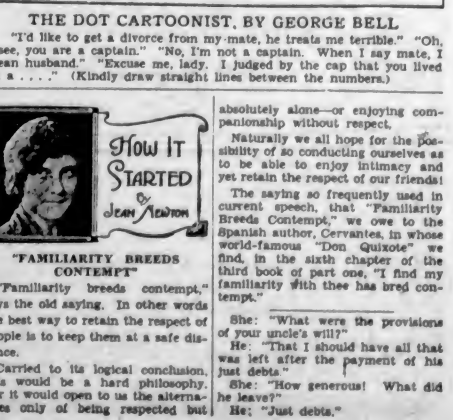 THE DOT CARTOONIST, BY GEORGE BELL
"I'd like to get a divorce from my mate, he treats me terrible." "Oh,
see, you are a captain." "No, I'm not a captain. When I say mate, I
ean husband." "Excuse me, lady. I judged by the cap that you lived
a . . . . ." (Kindly draw straight lines between the numbers.)
How It
Started
By
Jean Newton
"FAMILIARITY BREEDS
CONTEMPT"
"Familiarity breeds contempt,"
ys the old saying. In other words
e best way to retain the respect of
ople is to keep them at a safe dis-
nce.
Carried to its logical conclusion,
is would be a hard philosophy.
r it would open to us the alterna-
es only of being respected but
absolutely alone—or enjoying com-
panionship without respect.
Naturally we all hope for the pos-
sibility of so conducting ourselves as
to be able to enjoy intimacy and
yet retain the respect of our friends!
The saying so frequently used in
current speech, that "Familiarity
Breeds Contempt," we owe to the
Spanish author, Cervantes, in whose
world-famous "Don Quixote" we
find, in the sixth chapter of the
third book of part one, "I find my
familiarity with thee has bred con-
tempt."
She: "What were the provisions
of your uncle's will?"
He: "That I should have all that
was left after the payment of his
just debts."
She: "How generous! What did
he leave?"
He: "Just debts."